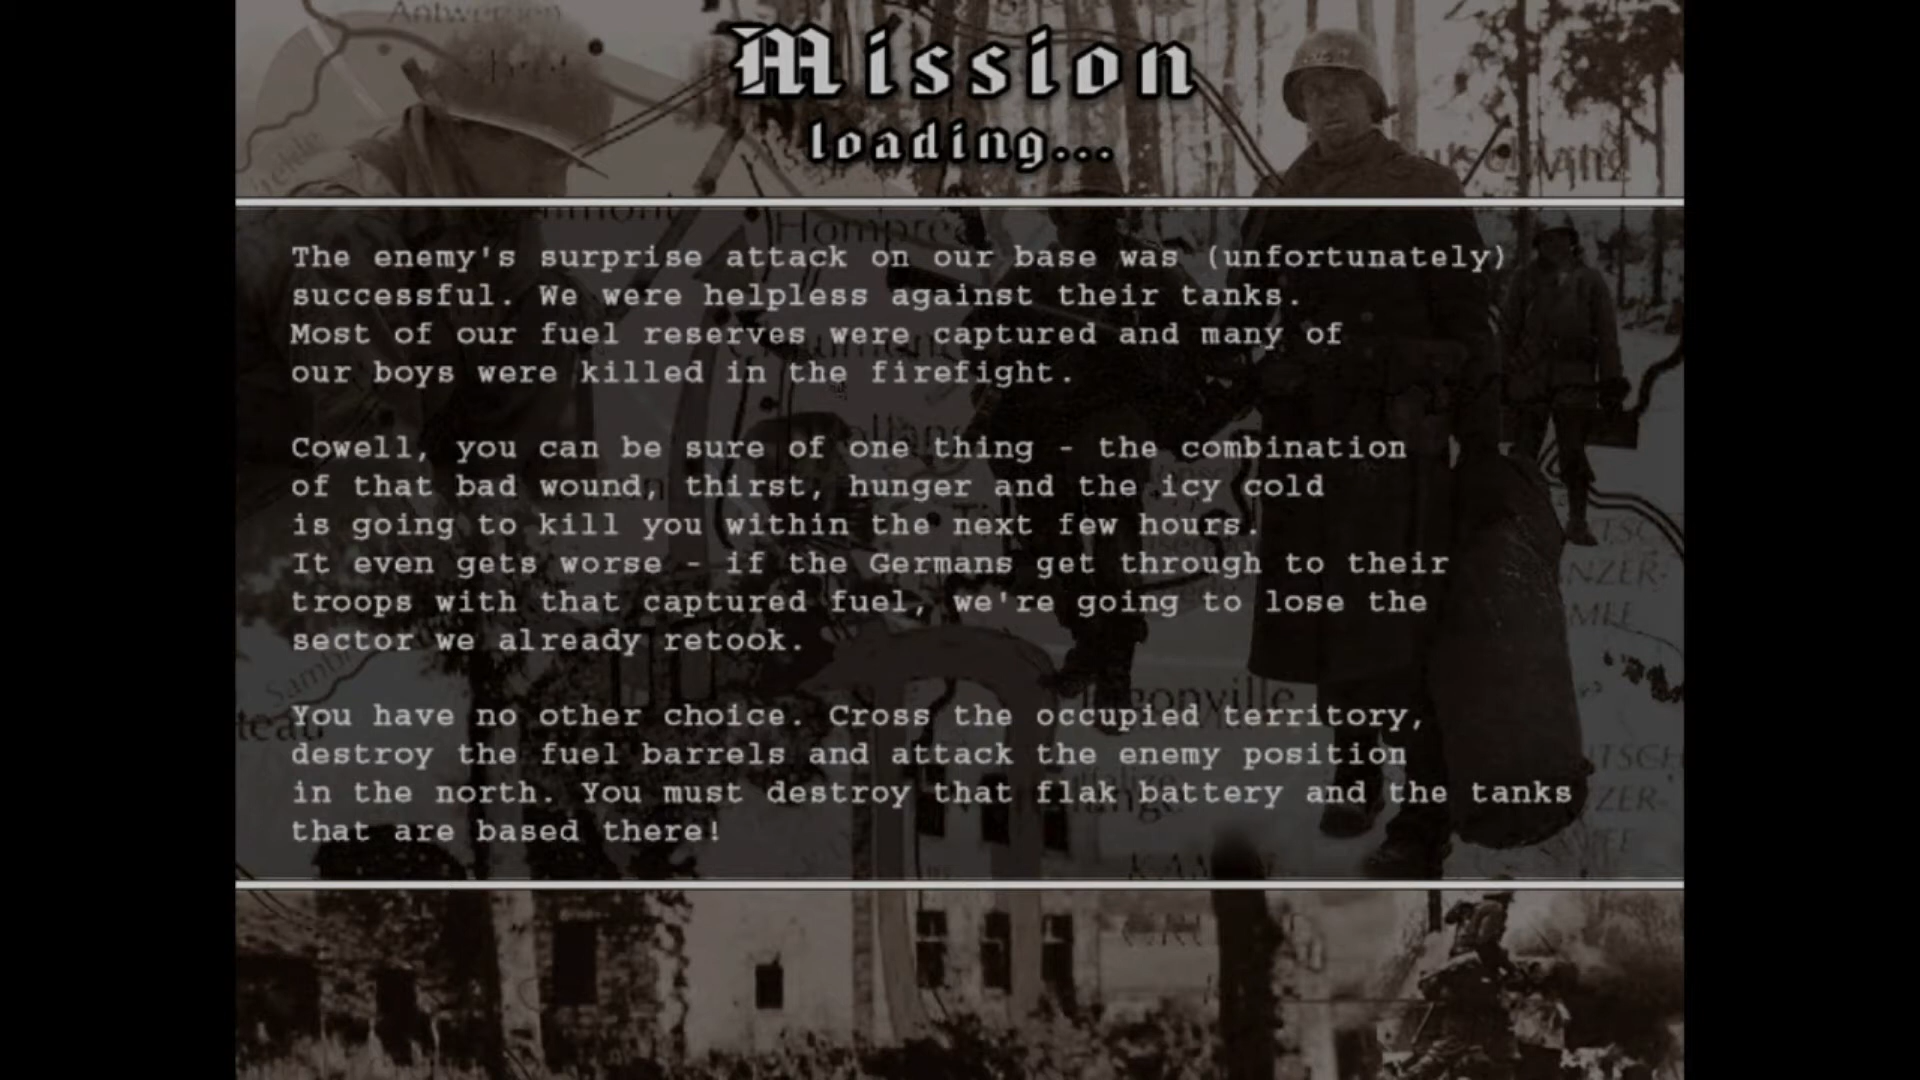 Antwerpen
Mission
loading...
Hompre
The enemy's surprise attack on our base was (unfortunately)
successful. We were helpless against their tanks.
Most of our fuel reserves were captured and many of
our boys were killed in the firefight.
Cowell, you can be sure of one thing - the combination
of that bad wound, thirst, hunger and the icy cold
is going to kill you within the next few hours.
It even gets worse - if the Germans get through to their
troops with that captured fuel, we're going to lose the
sector we already retook.
You have no other choice. Cross the occupied territory,
destroy the fuel barrels and attack the enemy position
in the north. You must destroy that flak battery and the tanks
that are based there!